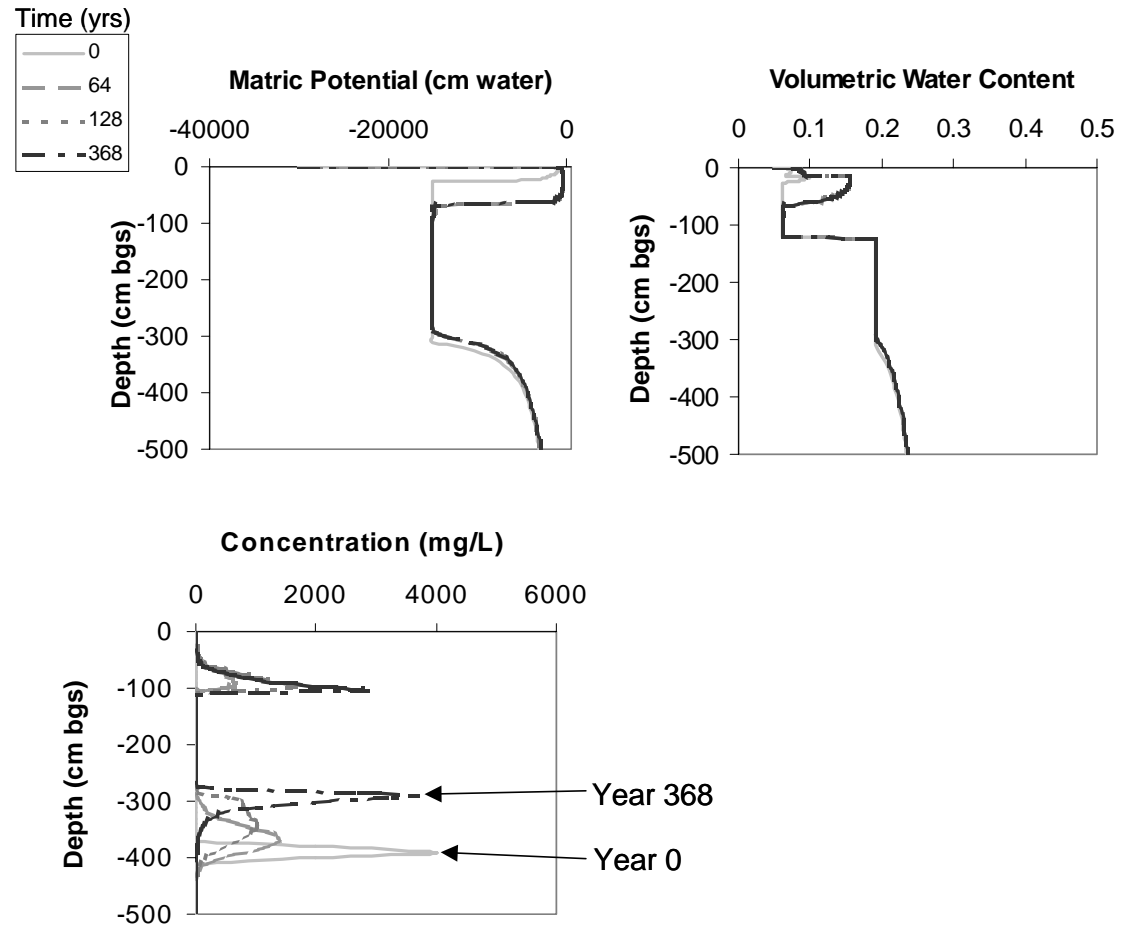 Time (yrs)
0
64
128
368
Matric Potential (cm water)
-40000 -20000 0
0
-100
-200
-300
-400
-500
Depth (cm bgs)
Volumetric Water Content
0 0.1 0.2 0.3 0.4 0.5
0
-100
-200
-300
-400
-500
Depth (cm bgs)
Concentration (mg/L)
0 2000 4000 6000
0
-100
-200
-300
-400
-500
Depth (cm bgs)
Year 368
Year 0